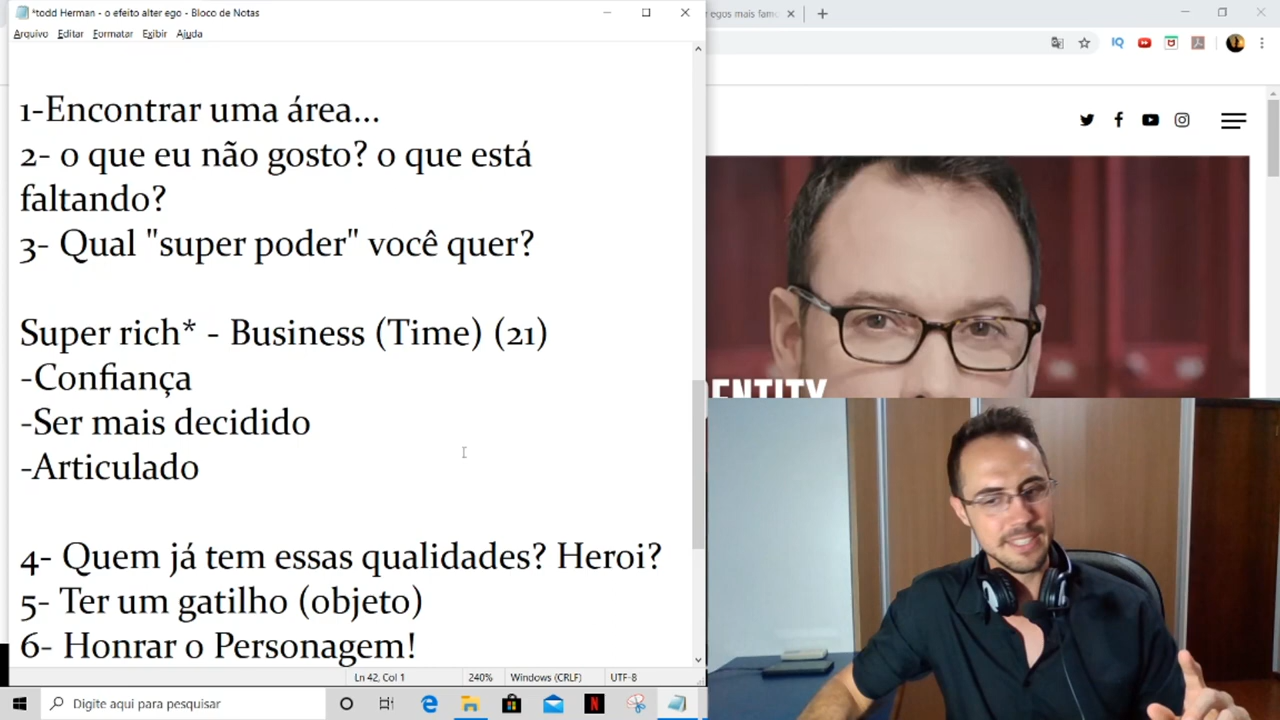 *todd Herman - o efeito alter ego - Bloco de Notas
r egos mais famo
Arquivo Editar Formatar Exibir Ajuda
IQ
1-Encontrar uma área...
2- o que eu não gosto? o que está
faltando?
3- Qual "super poder" você quer?
Super rich* - Business (Time) (21)
-Confiança
-Ser mais decidido
-Articulado
4- Quem já tem essas qualidades? Heroi?
5- Ter um gatilho (objeto)
6- Honrar o Personagem!
DENTITY
Ln 42, Col 1 240% Windows (CRLF) UTF-8
Digite aqui para pesquisar
N